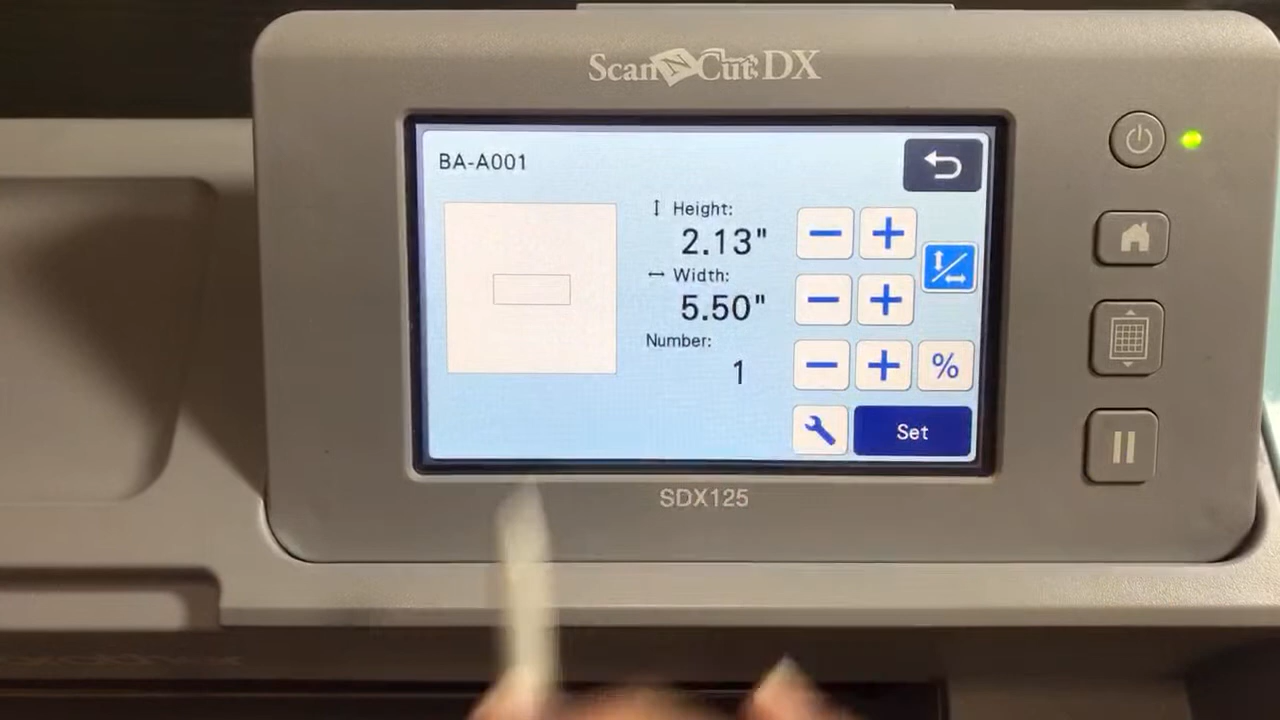 ScanNCut DX
BA-A001
Height:
2.13"
Width:
5.50"
Number:
1
%
Set
SDX125